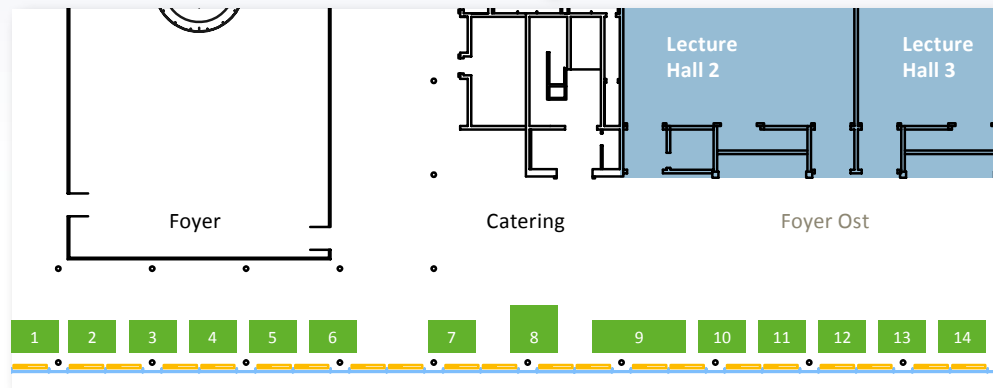 Lecture
Hall 2
Lecture
Hall 3
Foyer
Catering
Foyer Ost
1
2
3
4
5
6
7
8
9
10
11
12
13
14